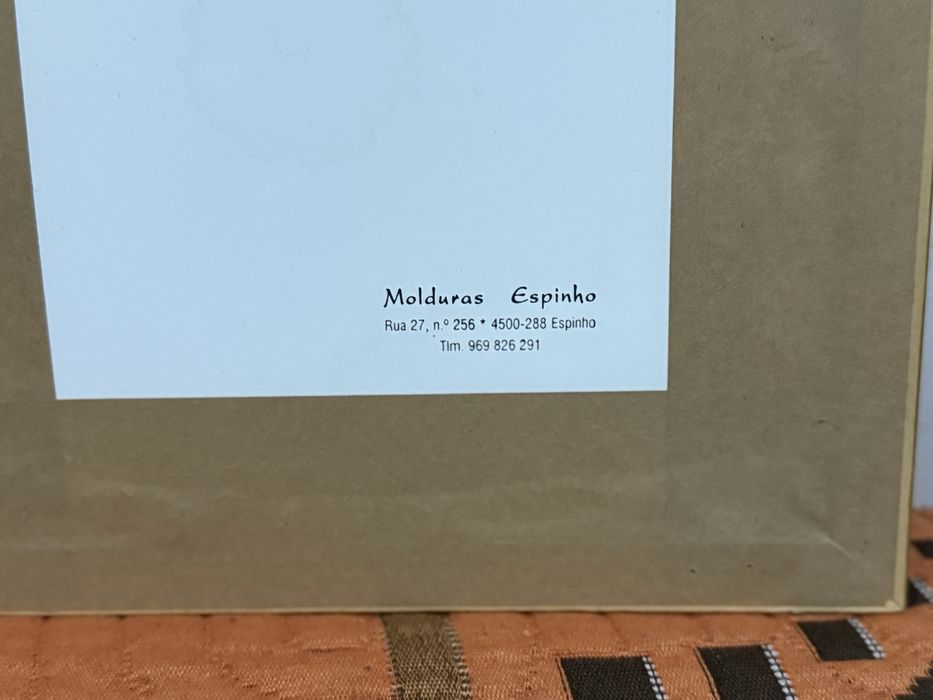 Molduras Espinho
Rua 27, n.º 256 * 4500-288 Espinho
Tlm. 969 826 291